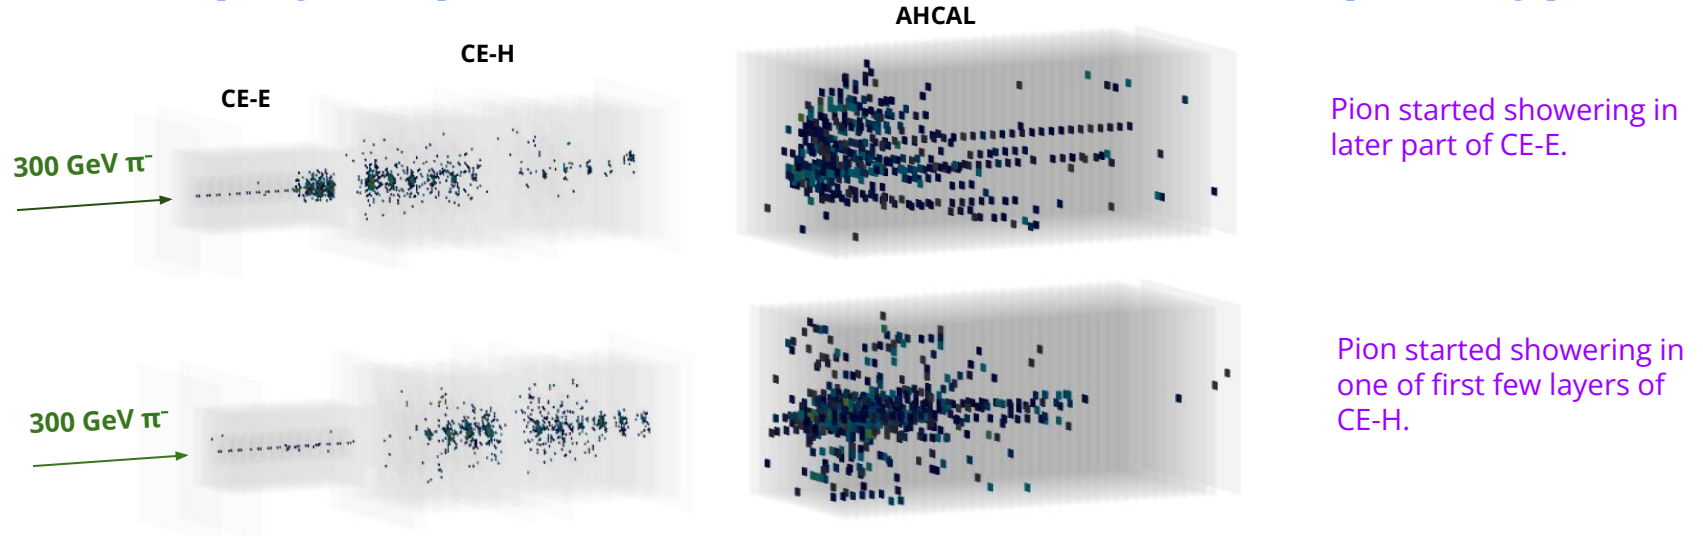 AHCAL
CE-H
CE-E
300 GeV π⁻
Pion started showering in
later part of CE-E.
300 GeV π⁻
Pion started showering in
one of first few layers of
CE-H.